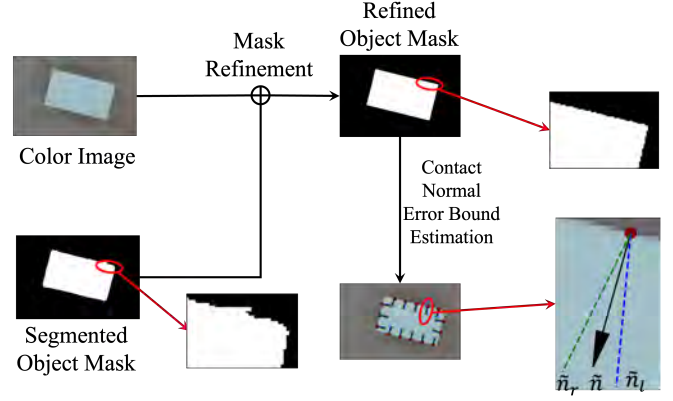 Refined
Object Mask
Mask
Refinement
Color Image
Contact
Normal
Error Bound
Estimation
Segmented
Object Mask
ñᵣ ñ ñₗ